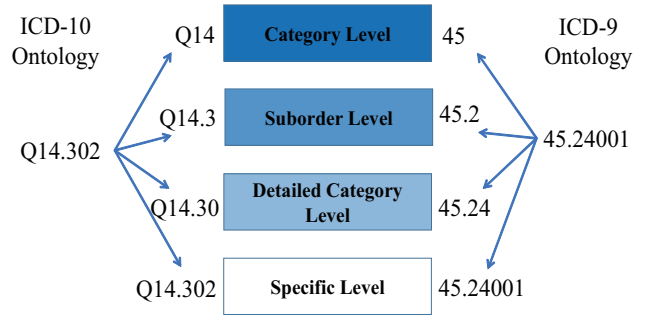 ICD-10
Ontology
Q14
Category Level
45
ICD-9
Ontology
Q14.302
Q14.3
Suborder Level
45.2
45.24001
Q14.30
Detailed Category
Level
45.24
Q14.302
Specific Level
45.24001